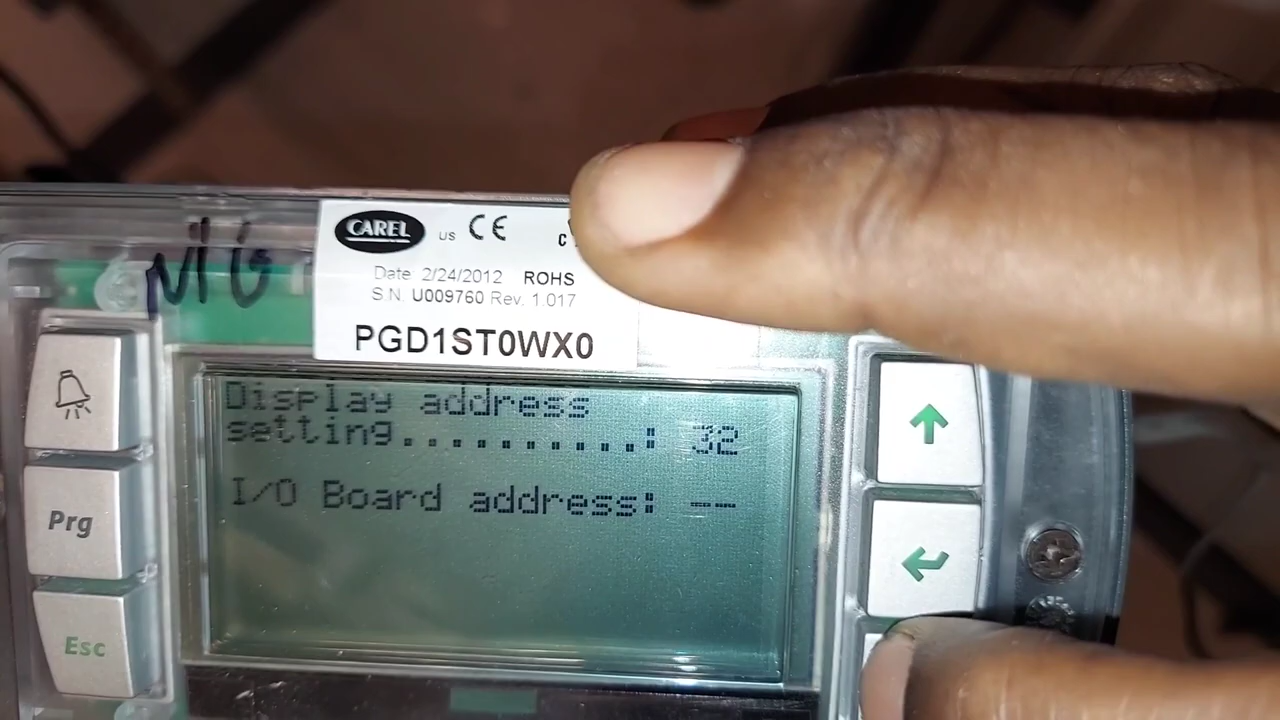 CAREL US CE C
Date 2/24/2012 ROHS
S.N. U009760 Rev. 1.017
PGD1ST0WX0
Display address
setting..........: 32
I/O Board address: --
Prg
Esc